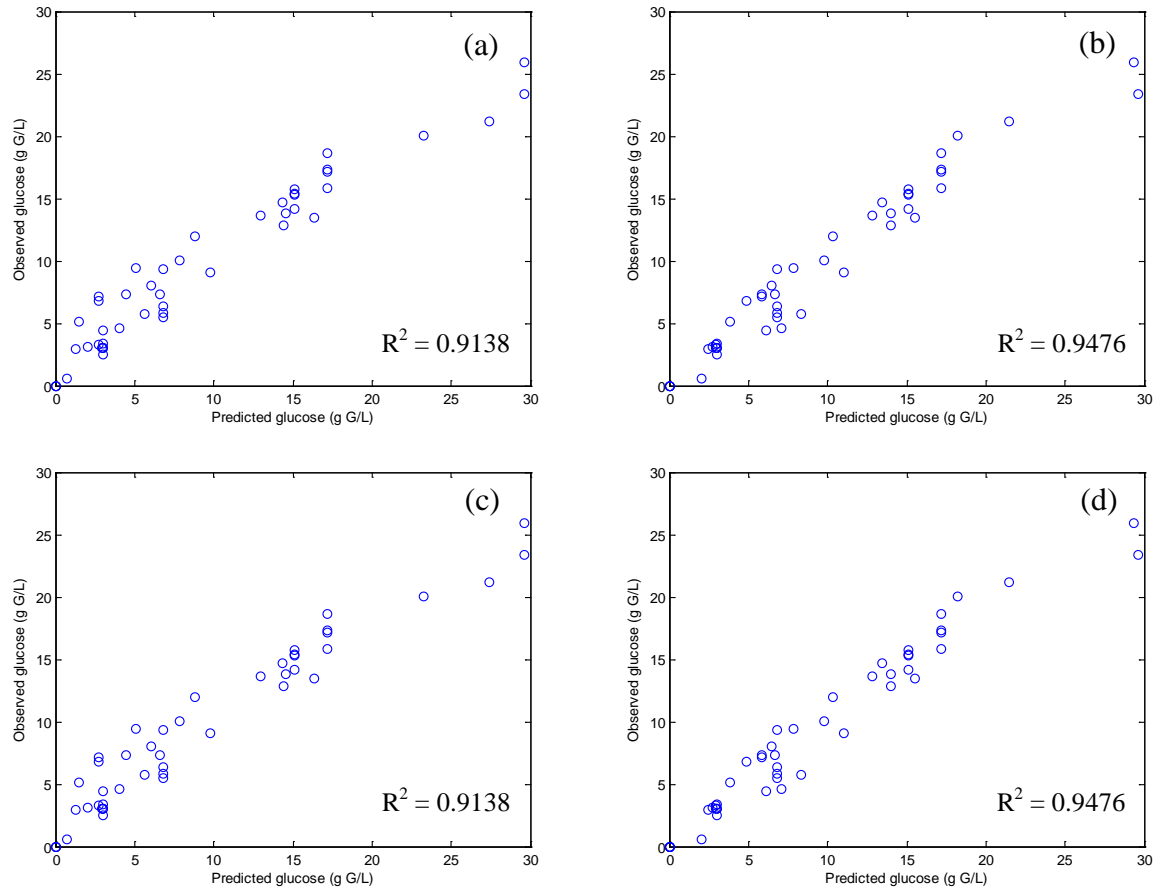 (a)
30
25
20
15
10
5
0
Observed glucose (g G/L)
R² = 0.9138
0 5 10 15 20 25 30
Predicted glucose (g G/L)
(b)
30
25
20
15
10
5
0
Observed glucose (g G/L)
R² = 0.9476
0 5 10 15 20 25 30
Predicted glucose (g G/L)
(c)
30
25
20
15
10
5
0
Observed glucose (g G/L)
R² = 0.9138
0 5 10 15 20 25 30
Predicted glucose (g G/L)
(d)
30
25
20
15
10
5
0
Observed glucose (g G/L)
R² = 0.9476
0 5 10 15 20 25 30
Predicted glucose (g G/L)